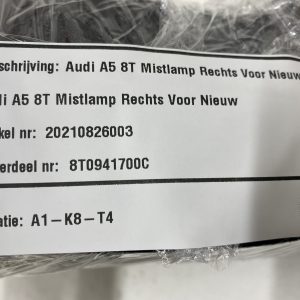 schrijving: Audi A5 8T Mistlamp Rechts Voor Nieuw
di A5 8T Mistlamp Rechts Voor Nieuw
kel nr: 20210826003
erdeel nr: 8T0941700C
atie: A1-K8-T4